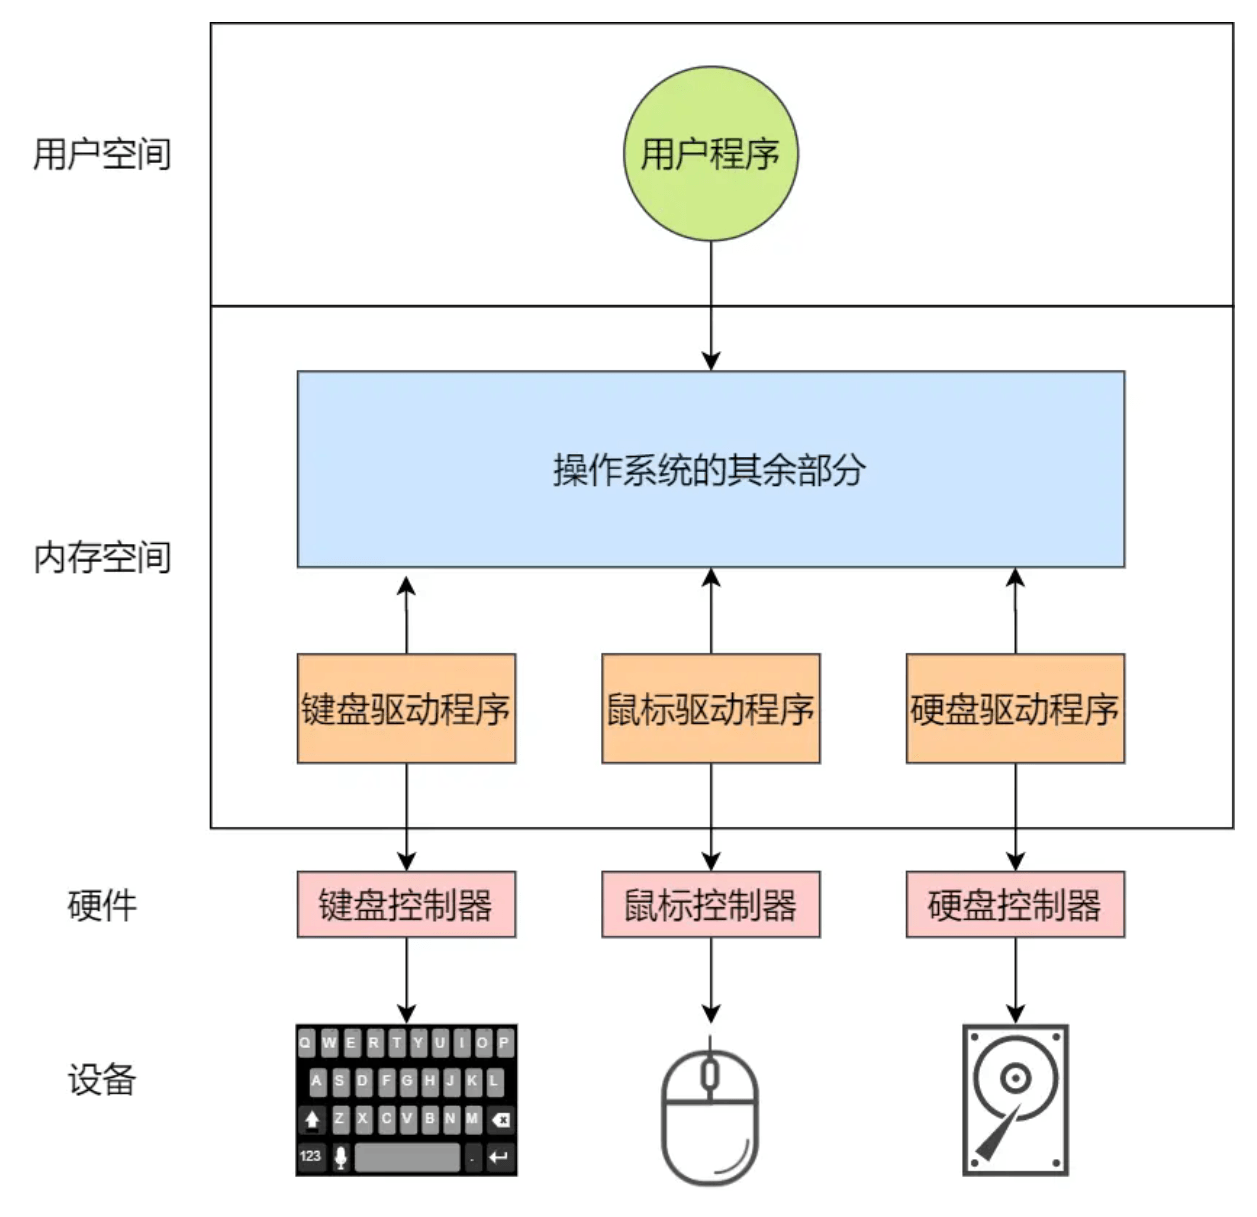 用户空间
用户程序
操作系统的其余部分
内存空间
键盘驱动程序
鼠标驱动程序
硬盘驱动程序
硬件
键盘控制器
鼠标控制器
硬盘控制器
设备
Q W E R T Y U I O P
A S D F G H J K L
Z X C V B N M
123 .